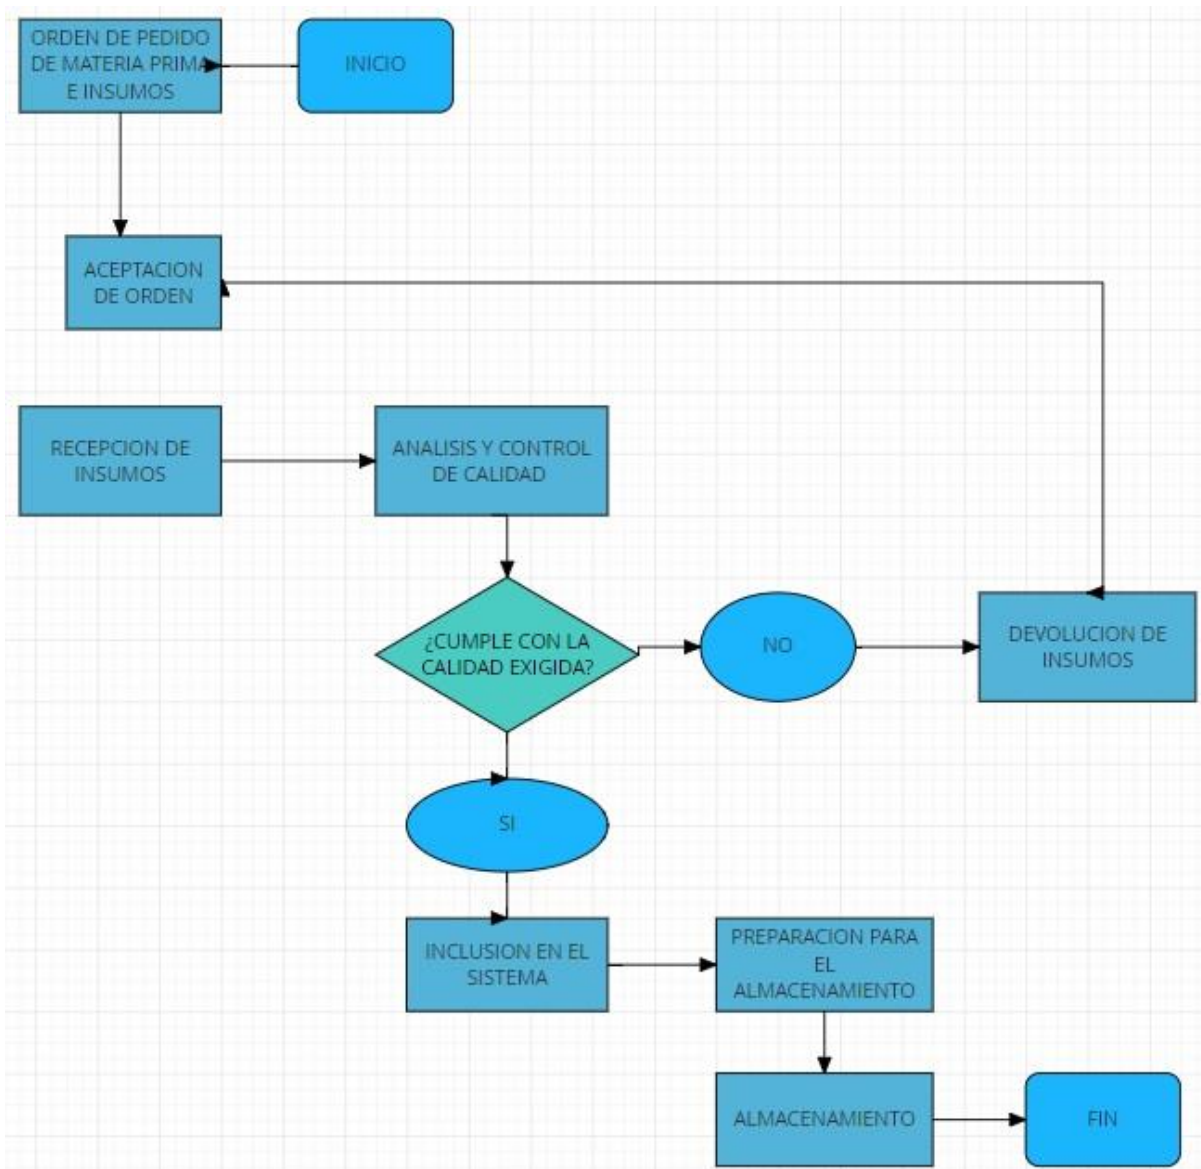 ORDEN DE PEDIDO
DE MATERIA PRIMA
E INSUMOS
INICIO
ACEPTACION
DE ORDEN
RECEPCION DE
INSUMOS
ANALISIS Y CONTROL
DE CALIDAD
¿CUMPLE CON LA
CALIDAD EXIGIDA?
NO
DEVOLUCION DE
INSUMOS
SI
INCLUSION EN EL
SISTEMA
PREPARACION PARA
EL
ALMACENAMIENTO
ALMACENAMIENTO
FIN